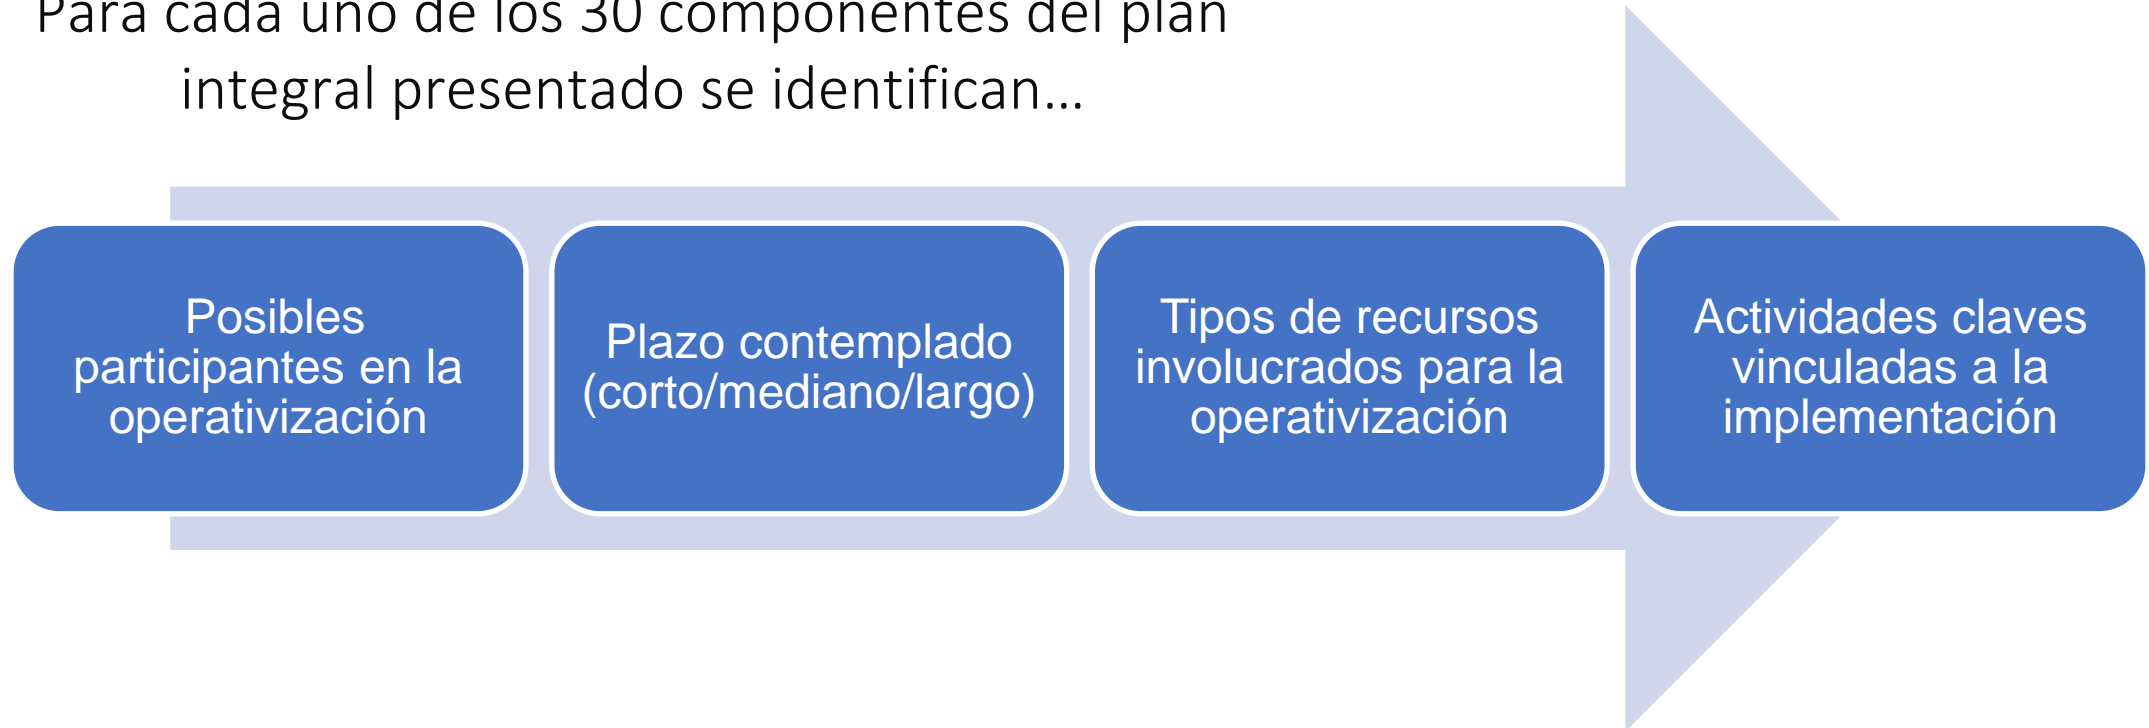 Para cada uno de los 30 componentes del plan
integral presentado se identifican...
Posibles
participantes en la
operativización
Plazo contemplado
(corto/mediano/largo)
Tipos de recursos
involucrados para la
operativización
Actividades claves
vinculadas a la
implementación